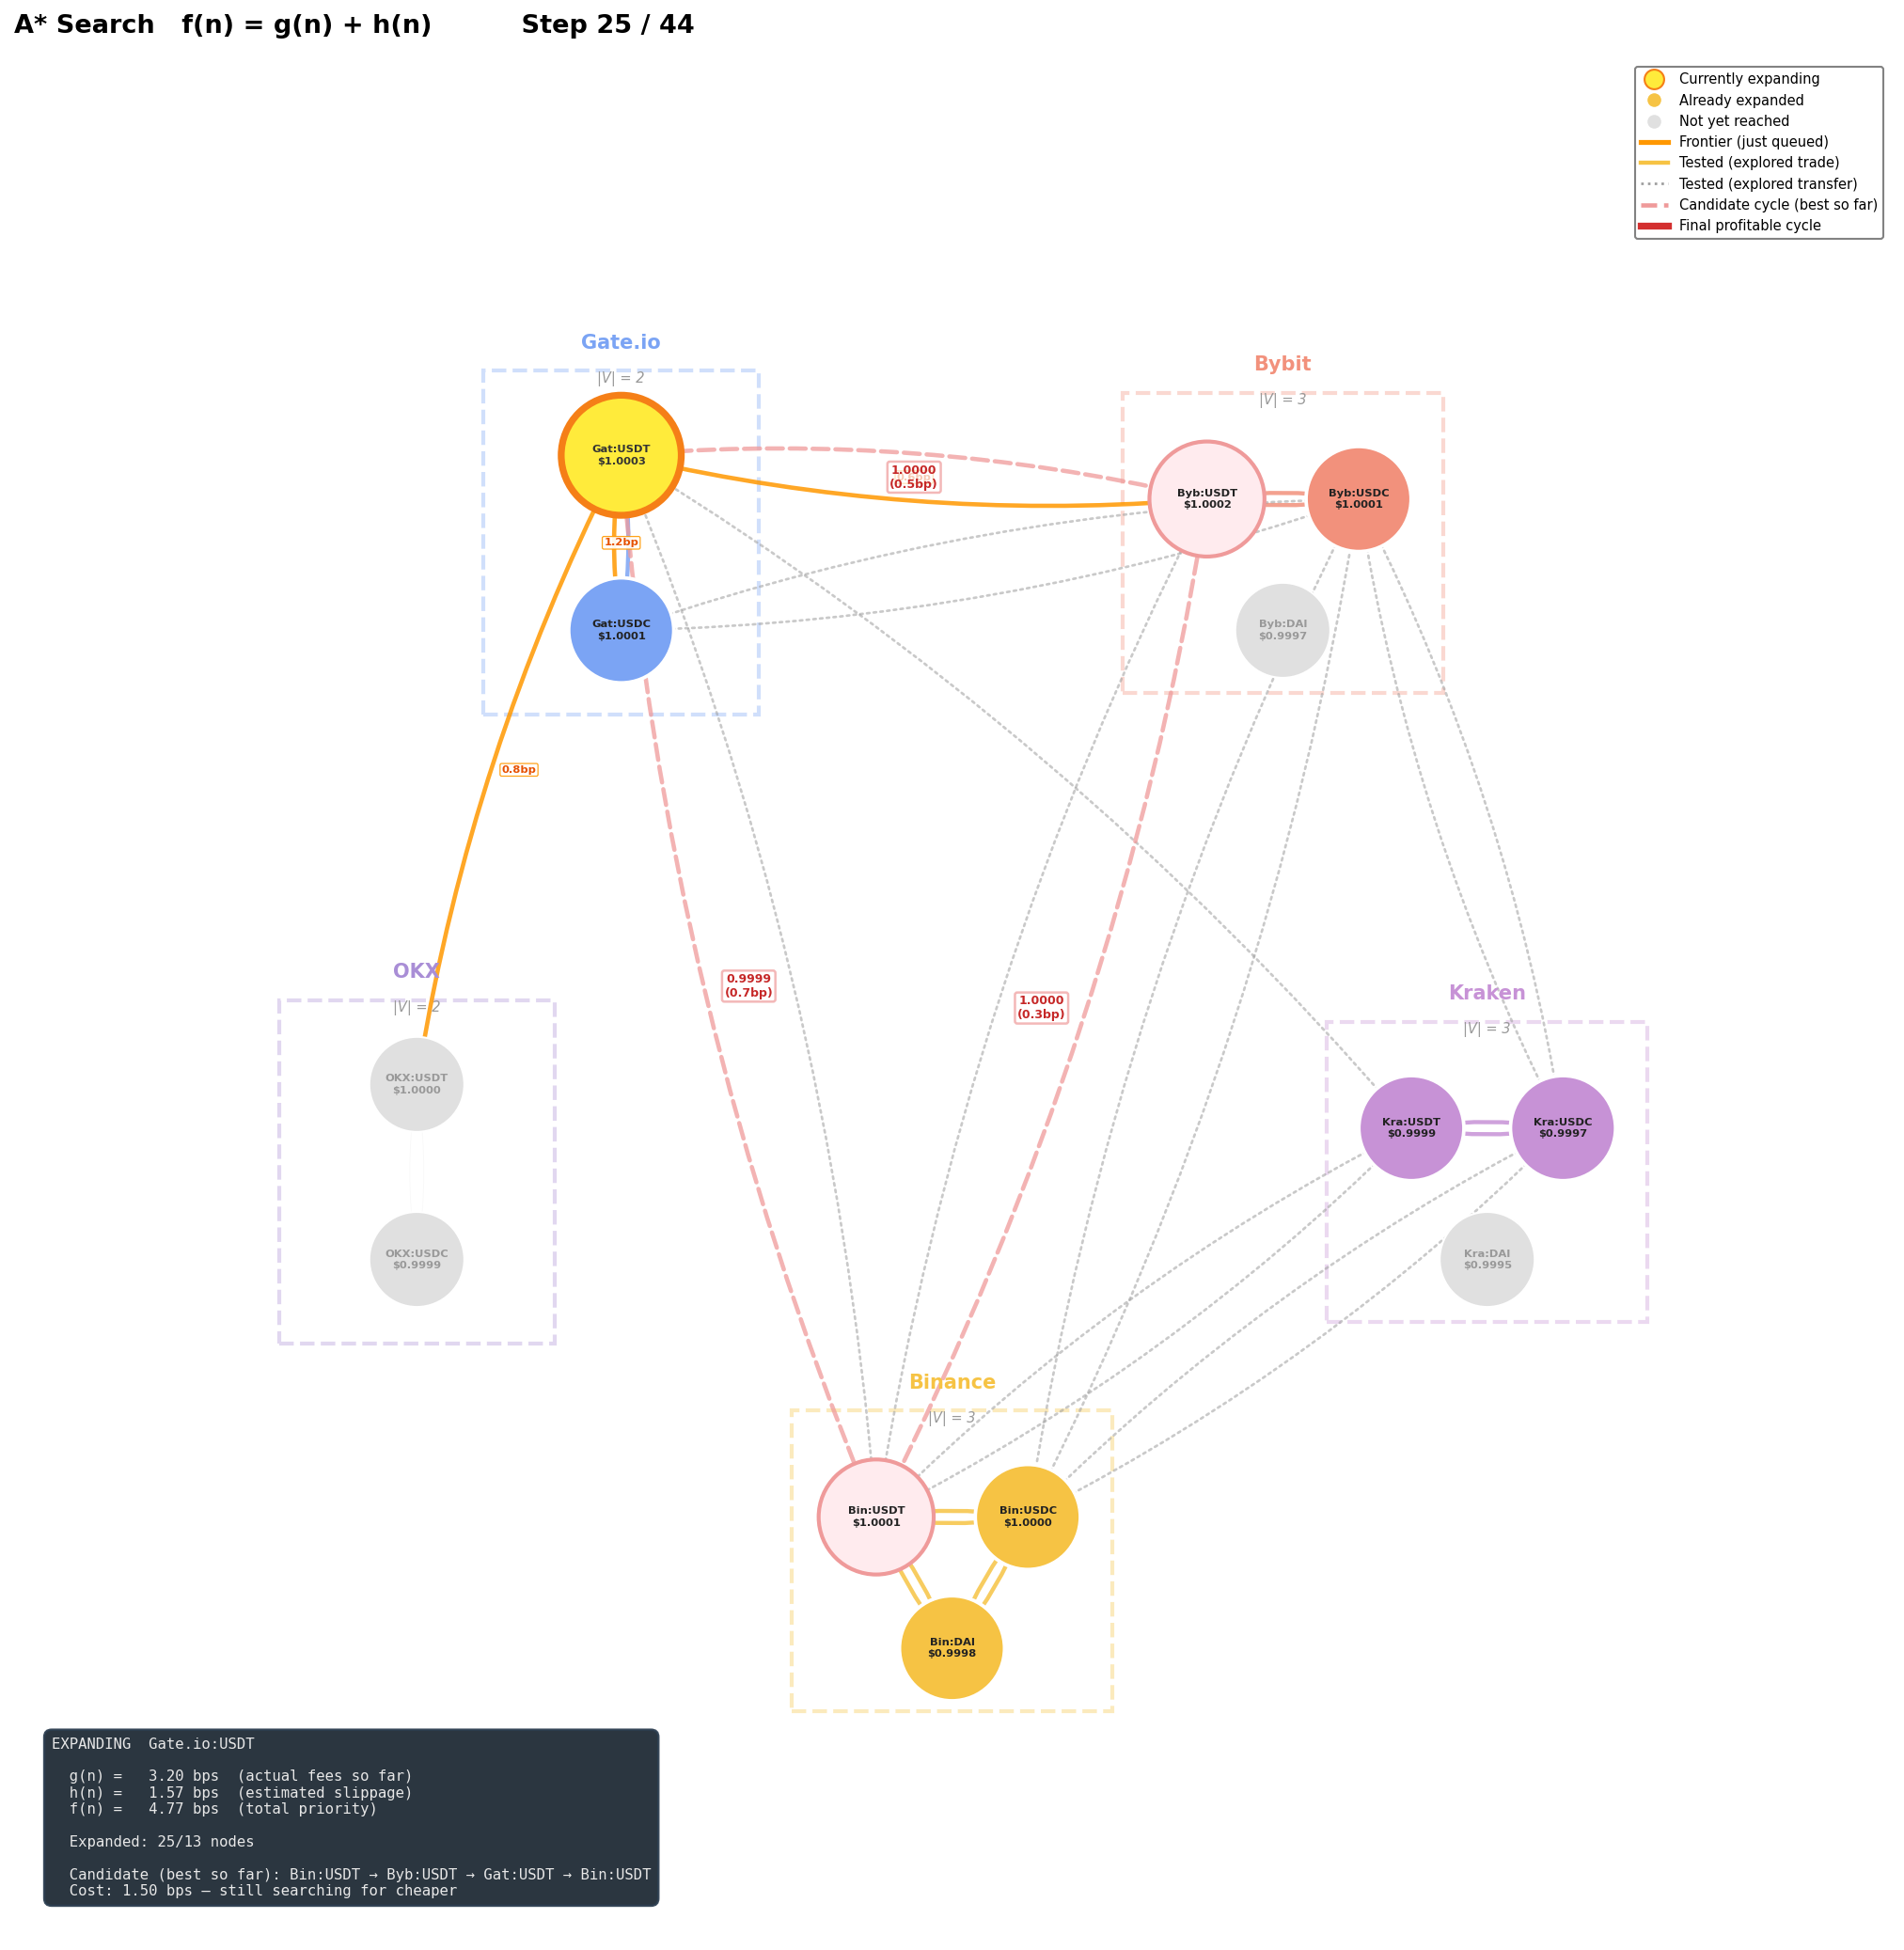 A* Search   f(n) = g(n) + h(n)          Step 25 / 44
Currently expanding
Already expanded
Not yet reached
Frontier (just queued)
Tested (explored trade)
Tested (explored transfer)
Candidate cycle (best so far)
Final profitable cycle
Gate.io
|V| = 2
Gat:USDT
$1.0003
1.2bp
Gat:USDC
$1.0001
Bybit
|V| = 3
Byb:USDT
$1.0002
Byb:USDC
$1.0001
Byb:DAI
$0.9997
1.0000
(0.5bp)
0.8bp
0.9999
(0.7bp)
1.0000
(0.3bp)
OKX
|V| = 2
OKX:USDT
$1.0000
OKX:USDC
$0.9999
Kraken
|V| = 3
Kra:USDT
$0.9999
Kra:USDC
$0.9997
Kra:DAI
$0.9995
Binance
|V| = 3
Bin:USDT
$1.0001
Bin:USDC
$1.0000
Bin:DAI
$0.9998
EXPANDING  Gate.io:USDT
g(n) =   3.20 bps  (actual fees so far)
h(n) =   1.57 bps  (estimated slippage)
f(n) =   4.77 bps  (total priority)
Expanded: 25/13 nodes
Candidate (best so far): Bin:USDT → Byb:USDT → Gat:USDT → Bin:USDT
Cost: 1.50 bps — still searching for cheaper